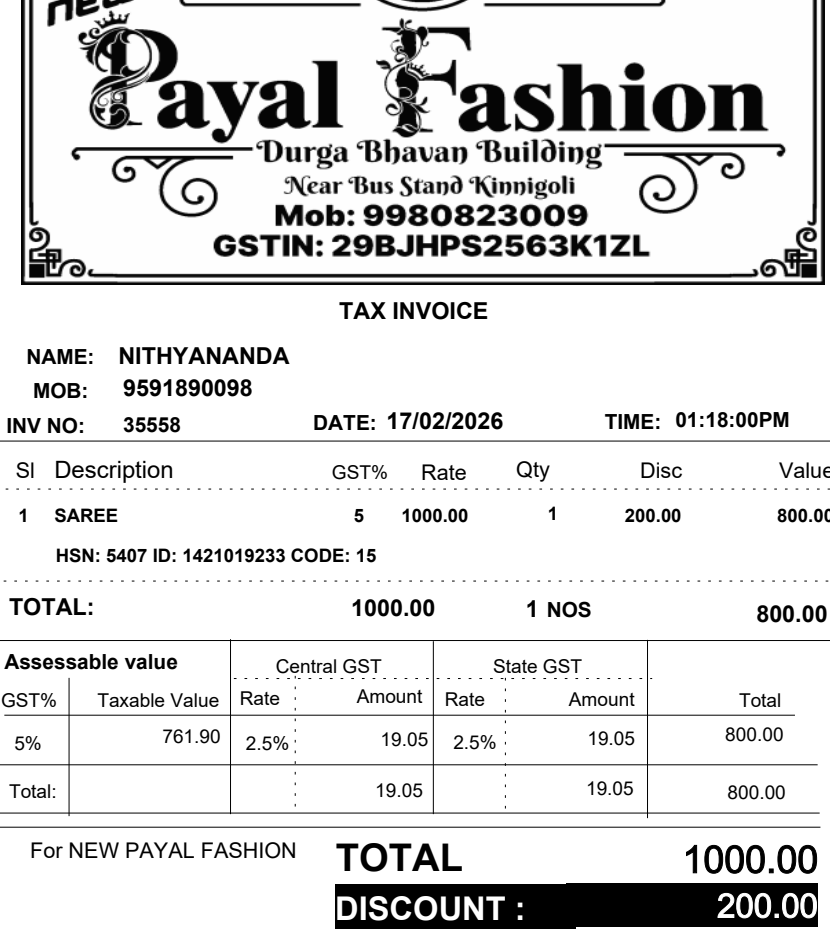 new
Payal Fashion
Durga Bhavan Building
Near Bus Stand Kinnigoli
Mob: 9980823009
GSTIN: 29BJHPS2563K1ZL
TAX INVOICE
NAME: NITHYANANDA
MOB: 9591890098
INV NO: 35558 DATE: 17/02/2026 TIME: 01:18:00PM
Sl Description GST% Rate Qty Disc Value
1 SAREE 5 1000.00 1 200.00 800.00
HSN: 5407 ID: 1421019233 CODE: 15
TOTAL: 1000.00 1 NOS 800.00
Assessable value Central GST State GST
GST% Taxable Value Rate Amount Rate Amount Total
5% 761.90 2.5% 19.05 2.5% 19.05 800.00
Total: 19.05 19.05 800.00
For NEW PAYAL FASHION TOTAL 1000.00
DISCOUNT : 200.00